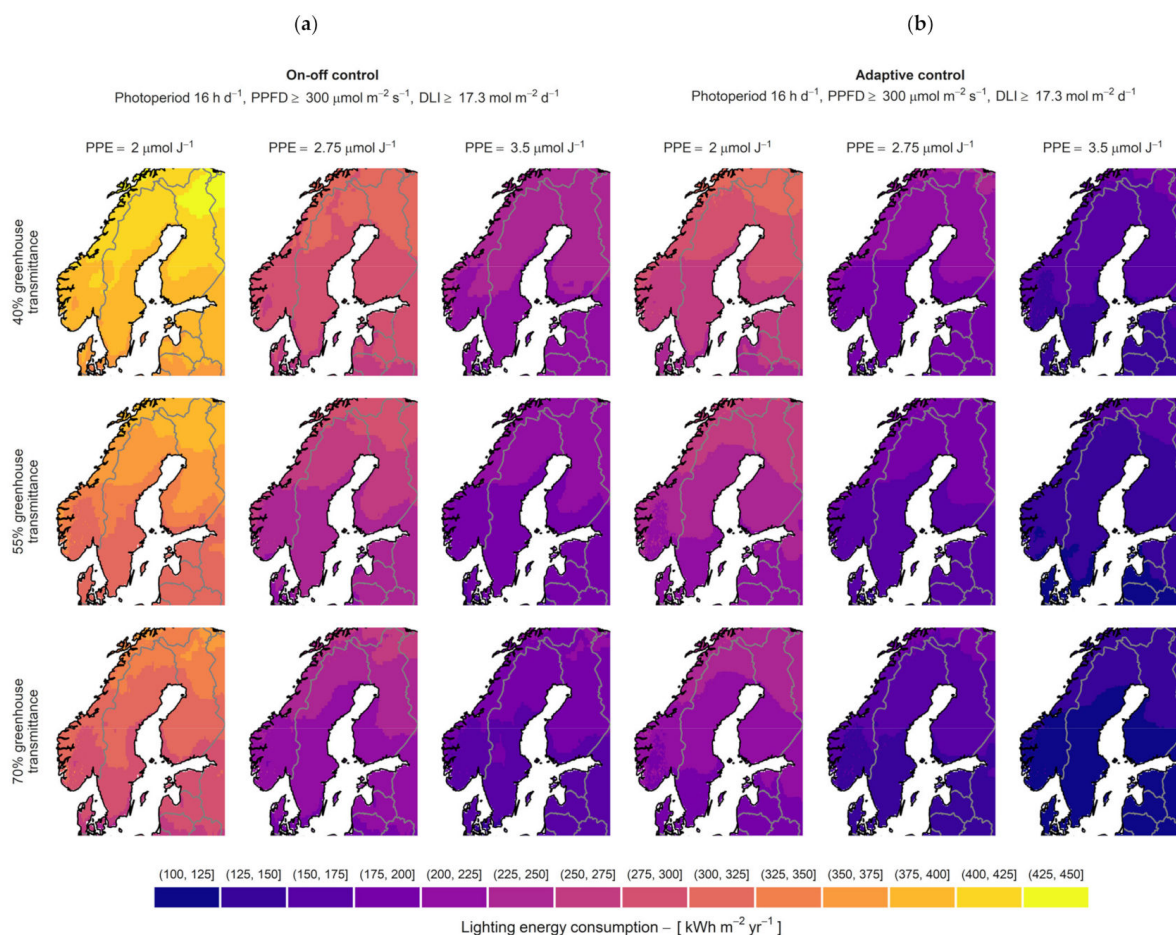 (a)
(b)
On-off control
Photoperiod 16 h d⁻¹, PPFD ≥ 300 μmol m⁻² s⁻¹, DLI ≥ 17.3 mol m⁻² d⁻¹
Adaptive control
Photoperiod 16 h d⁻¹, PPFD ≥ 300 μmol m⁻² s⁻¹, DLI ≥ 17.3 mol m⁻² d⁻¹
PPE = 2 μmol J⁻¹
PPE = 2.75 μmol J⁻¹
PPE = 3.5 μmol J⁻¹
PPE = 2 μmol J⁻¹
PPE = 2.75 μmol J⁻¹
PPE = 3.5 μmol J⁻¹
40% greenhouse
transmittance
55% greenhouse
transmittance
70% greenhouse
transmittance
(100, 125]
(125, 150]
(150, 175]
(175, 200]
(200, 225]
(225, 250]
(250, 275]
(275, 300]
(300, 325]
(325, 350]
(350, 375]
(375, 400]
(400, 425]
(425, 450]
Lighting energy consumption – [ kWh m⁻² yr⁻¹ ]